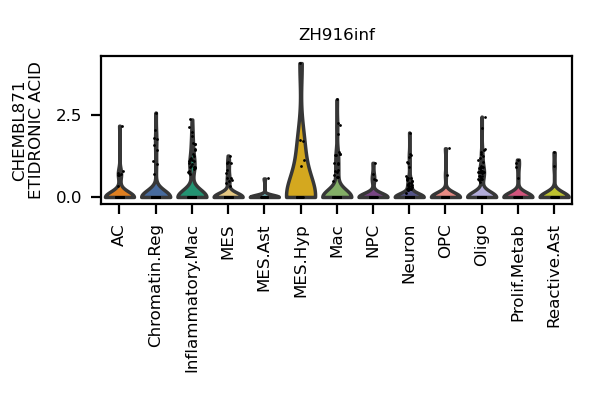 ZH916inf
CHEMBL871
ETIDRONIC ACID
2.5
0.0
AC
Chromatin.Reg
Inflammatory.Mac
MES
MES.Ast
MES.Hyp
Mac
NPC
Neuron
OPC
Oligo
Prolif.Metab
Reactive.Ast